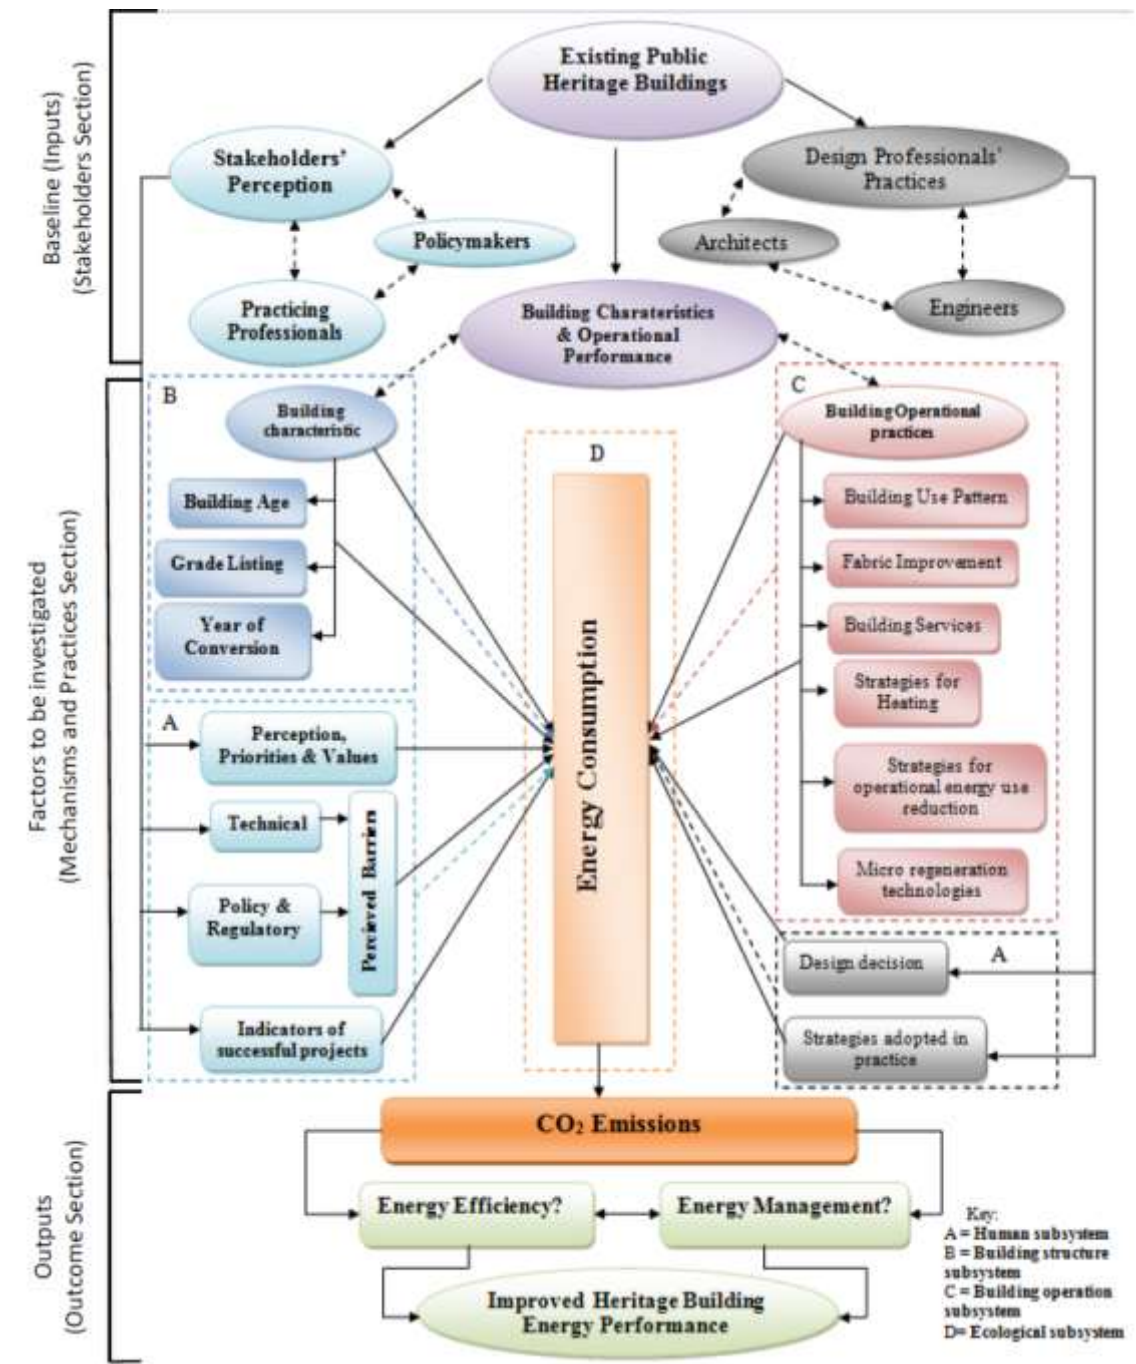 Existing Public
Heritage Buildings
Baseline (Inputs)
(Stakeholders Section)
Stakeholders'
Perception
Design Professionals'
Practices
Policymakers
Architects
Practicing
Professionals
Building Charateristics
& Operational
Performance
Engineers
Factors to be investigated
(Mechanisms and Practices Section)
B
Building
characteristic
Building Age
Grade Listing
Year of
Conversion
A
Perception,
Priorities & Values
Technical
Policy &
Regulatory
Percieved Barriers
Indicators of
successful projects
D
Energy Consumption
C
Building Operational
practices
Building Use Pattern
Fabric Improvement
Building Services
Strategies for
Heating
Strategies for
operational energy use
reduction
Micro regeneration
technologies
A
Design decision
Strategies adopted in
practice
Outputs
(Outcome Section)
CO₂ Emissions
Energy Efficiency?
Energy Management?
Improved Heritage Building
Energy Performance
Key:
A = Human subsystem
B = Building structure
subsystem
C = Building operation
subsystem
D= Ecological subsystem